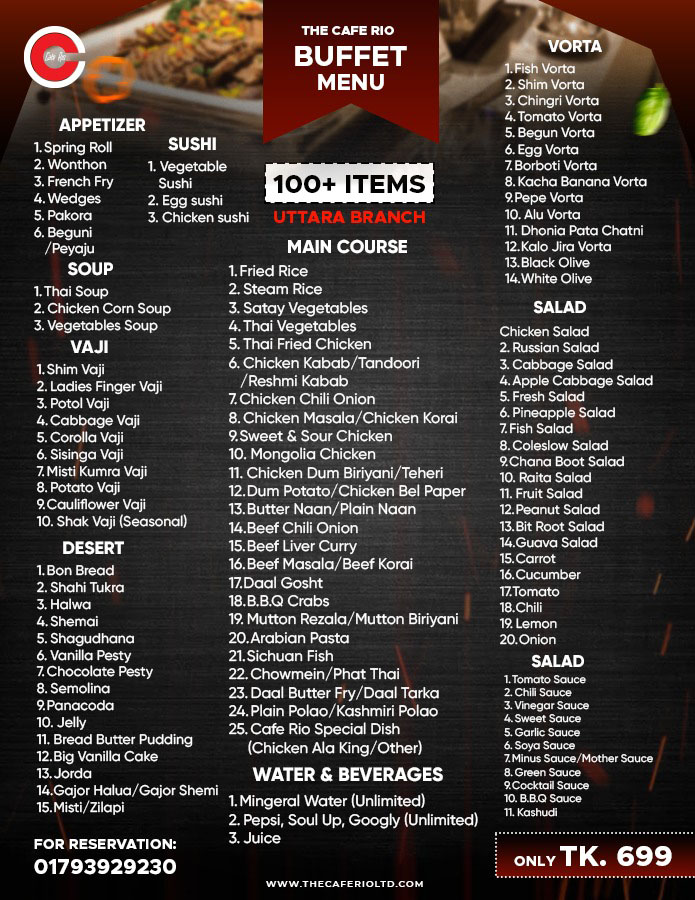 Cafe Rio
THE CAFE RIO
BUFFET
MENU
100+ ITEMS
UTTARA BRANCH
APPETIZER
1. Spring Roll
2. Wonthon
3. French Fry
4. Wedges
5. Pakora
6. Beguni
/Peyaju
SUSHI
1. Vegetable
Sushi
2. Egg sushi
3. Chicken sushi
SOUP
1. Thai Soup
2. Chicken Corn Soup
3. Vegetables Soup
VAJI
1. Shim Vaji
2. Ladies Finger Vaji
3. Potol Vaji
4. Cabbage Vaji
5. Corolla Vaji
6. Sisinga Vaji
7. Misti Kumra Vaji
8. Potato Vaji
9. Cauliflower Vaji
10. Shak Vaji (Seasonal)
DESERT
1. Bon Bread
2. Shahi Tukra
3. Halwa
4. Shemai
5. Shagudhana
6. Vanilla Pesty
7. Chocolate Pesty
8. Semolina
9. Panacoda
10. Jelly
11. Bread Butter Pudding
12. Big Vanilla Cake
13. Jorda
14. Gajor Halua/Gajor Shemi
15. Misti/Zilapi
FOR RESERVATION:
01793929230
MAIN COURSE
1. Fried Rice
2. Steam Rice
3. Satay Vegetables
4. Thai Vegetables
5. Thai Fried Chicken
6. Chicken Kabab/Tandoori
/Reshmi Kabab
7. Chicken Chili Onion
8. Chicken Masala/Chicken Korai
9. Sweet & Sour Chicken
10. Mongolia Chicken
11. Chicken Dum Biriyani/Teheri
12. Dum Potato/Chicken Bel Paper
13. Butter Naan/Plain Naan
14. Beef Chili Onion
15. Beef Liver Curry
16. Beef Masala/Beef Korai
17. Daal Gosht
18. B.B.Q Crabs
19. Mutton Rezala/Mutton Biriyani
20. Arabian Pasta
21. Sichuan Fish
22. Chowmein/Phat Thai
23. Daal Butter Fry/Daal Tarka
24. Plain Polao/Kashmiri Polao
25. Cafe Rio Special Dish
(Chicken Ala King/Other)
WATER & BEVERAGES
1. Mingeral Water (Unlimited)
2. Pepsi, Soul Up, Googly (Unlimited)
3. Juice
VORTA
1. Fish Vorta
2. Shim Vorta
3. Chingri Vorta
4. Tomato Vorta
5. Begun Vorta
6. Egg Vorta
7. Borboti Vorta
8. Kacha Banana Vorta
9. Pepe Vorta
10. Alu Vorta
11. Dhonia Pata Chatni
12. Kalo Jira Vorta
13. Black Olive
14. White Olive
SALAD
Chicken Salad
2. Russian Salad
3. Cabbage Salad
4. Apple Cabbage Salad
5. Fresh Salad
6. Pineapple Salad
7. Fish Salad
8. Coleslow Salad
9. Chana Boot Salad
10. Raita Salad
11. Fruit Salad
12. Peanut Salad
13. Bit Root Salad
14. Guava Salad
15. Carrot
16. Cucumber
17. Tomato
18. Chili
19. Lemon
20. Onion
SALAD
1. Tomato Sauce
2. Chili Sauce
3. Vinegar Sauce
4. Sweet Sauce
5. Garlic Sauce
6. Soya Sauce
7. Minus Sauce/Mother Sauce
8. Green Sauce
9. Cocktail Sauce
10. B.B.Q Sauce
11. Kashudi
ONLY TK. 699
WWW.THECAFERIOLTD.COM